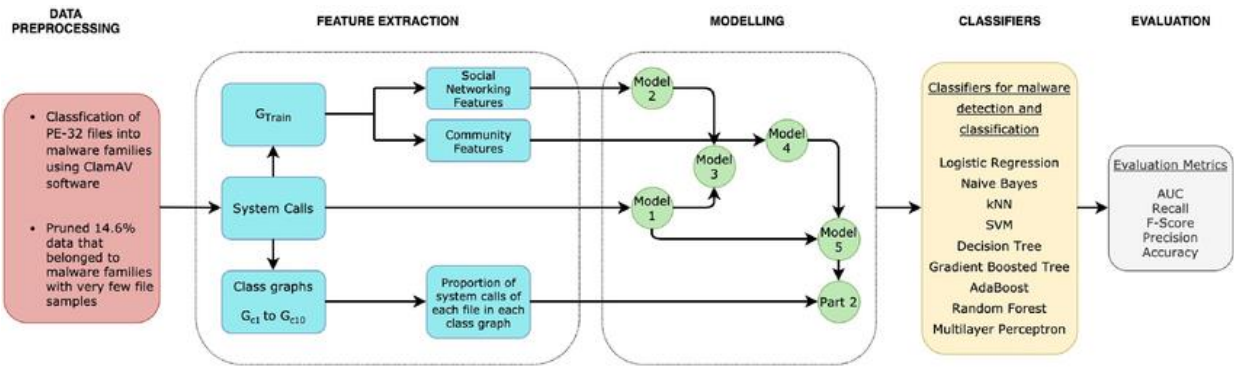 DATA
PREPROCESSING
FEATURE EXTRACTION
MODELLING
CLASSIFIERS
EVALUATION
• Classfication of
PE-32 files into
malware families
using ClamAV
software
• Pruned 14.6%
data that
belonged to
malware families
with very few file
samples
GTrain
Social
Networking
Features
Community
Features
System Calls
Class graphs
Gc1 to Gc10
Proportion of
system calls of
each file in each
class graph
Model
2
Model
4
Model
3
Model
1
Model
5
Part 2
Classifiers for malware
detection and
classification
Logistic Regression
Naive Bayes
kNN
SVM
Decision Tree
Gradient Boosted Tree
AdaBoost
Random Forest
Multilayer Perceptron
Evaluation Metrics
AUC
Recall
F-Score
Precision
Accuracy